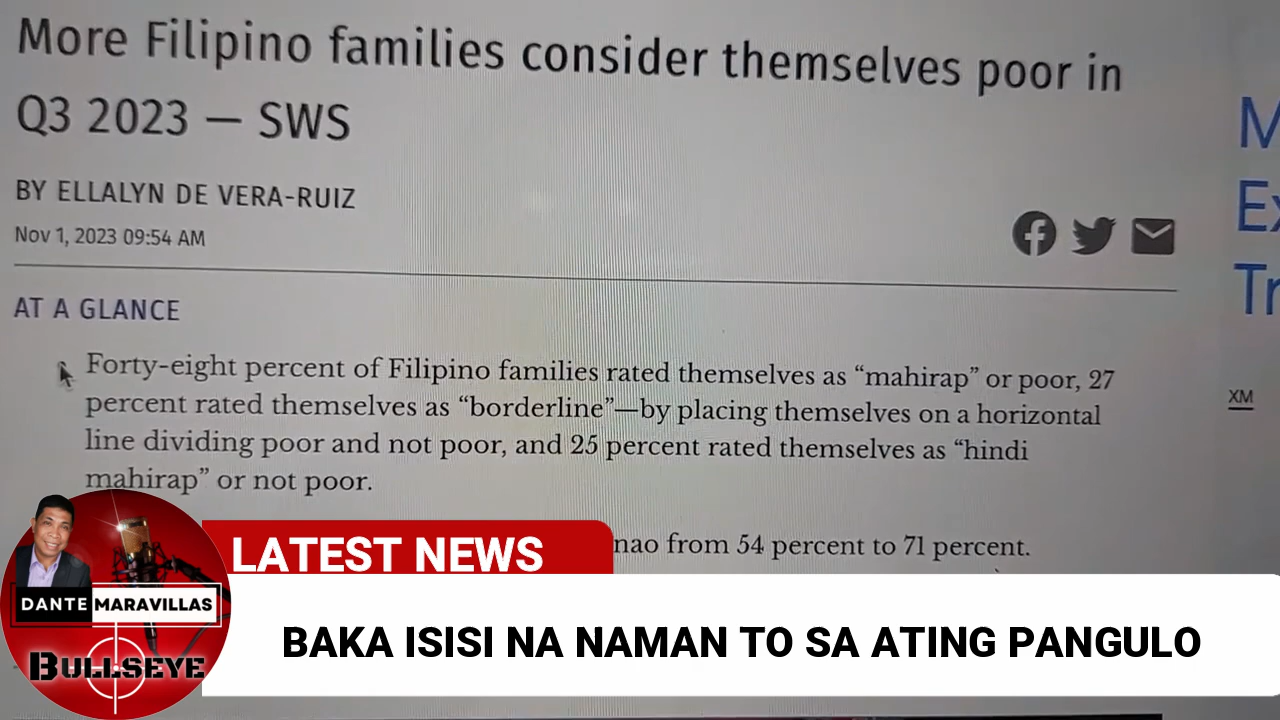 More Filipino families consider themselves poor in
Q3 2023 — SWS
BY ELLALYN DE VERA-RUIZ
Nov 1, 2023 09:54 AM
AT A GLANCE
Forty-eight percent of Filipino families rated themselves as “mahirap” or poor, 27
percent rated themselves as “borderline”—by placing themselves on a horizontal
line dividing poor and not poor, and 25 percent rated themselves as “hindi
mahirap” or not poor.
nao from 54 percent to 71 percent.
M
Ex
Tr
XM
LATEST NEWS
BAKA ISISI NA NAMAN TO SA ATING PANGULO
DANTE MARAVILLAS
BULLSEYE